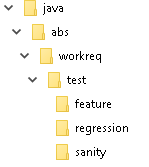 java
abs
workreq
test
feature
regression
sanity